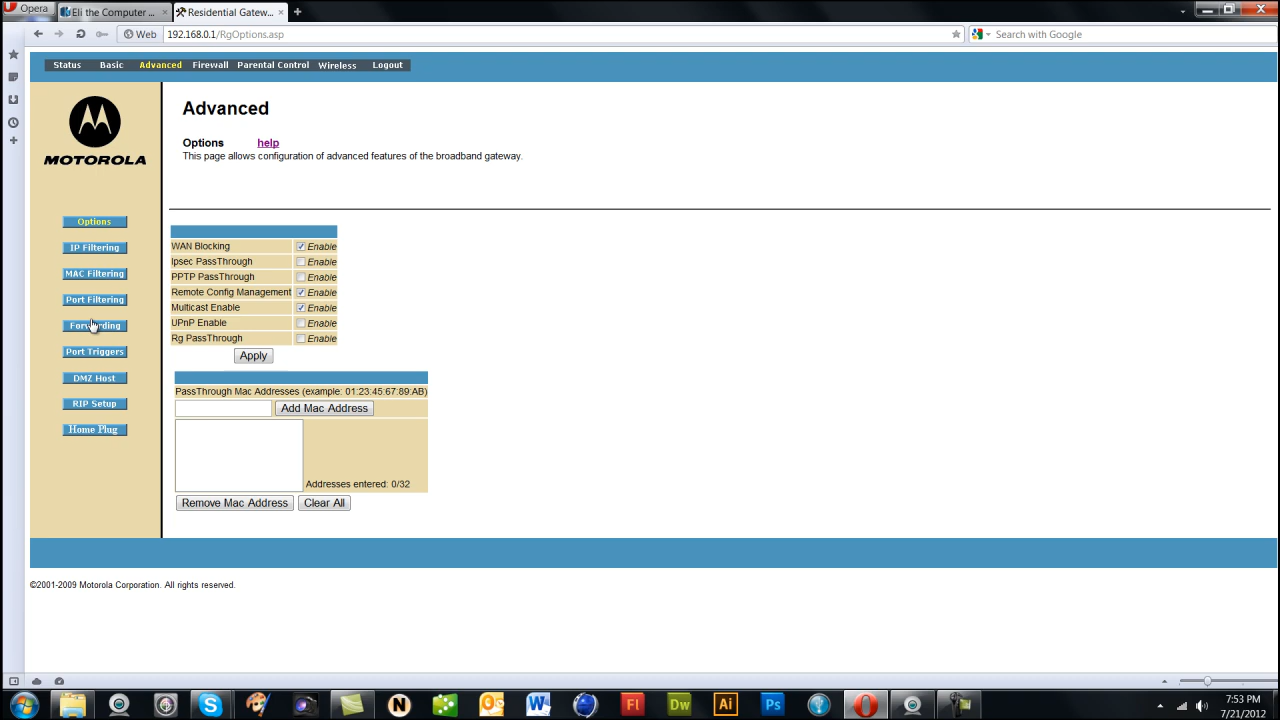 Opera
Eli the Computer ...
Residential Gatew...
Web
192.168.0.1/RgOptions.asp
Search with Google
Status
Basic
Advanced
Firewall
Parental Control
Wireless
Logout
MOTOROLA
Advanced
Options
help
This page allows configuration of advanced features of the broadband gateway.
Options
IP Filtering
MAC Filtering
Port Filtering
Forwarding
Port Triggers
DMZ Host
RIP Setup
Home Plug
WAN Blocking
Enable
Ipsec PassThrough
Enable
PPTP PassThrough
Enable
Remote Config Management
Enable
Multicast Enable
Enable
UPnP Enable
Enable
Rg PassThrough
Enable
Apply
PassThrough Mac Addresses (example: 01:23:45:67:89:AB)
Add Mac Address
Addresses entered: 0/32
Remove Mac Address
Clear All
©2001-2009 Motorola Corporation. All rights reserved.
Fl
Dw
Ai
Ps
7:53 PM
7/21/2012